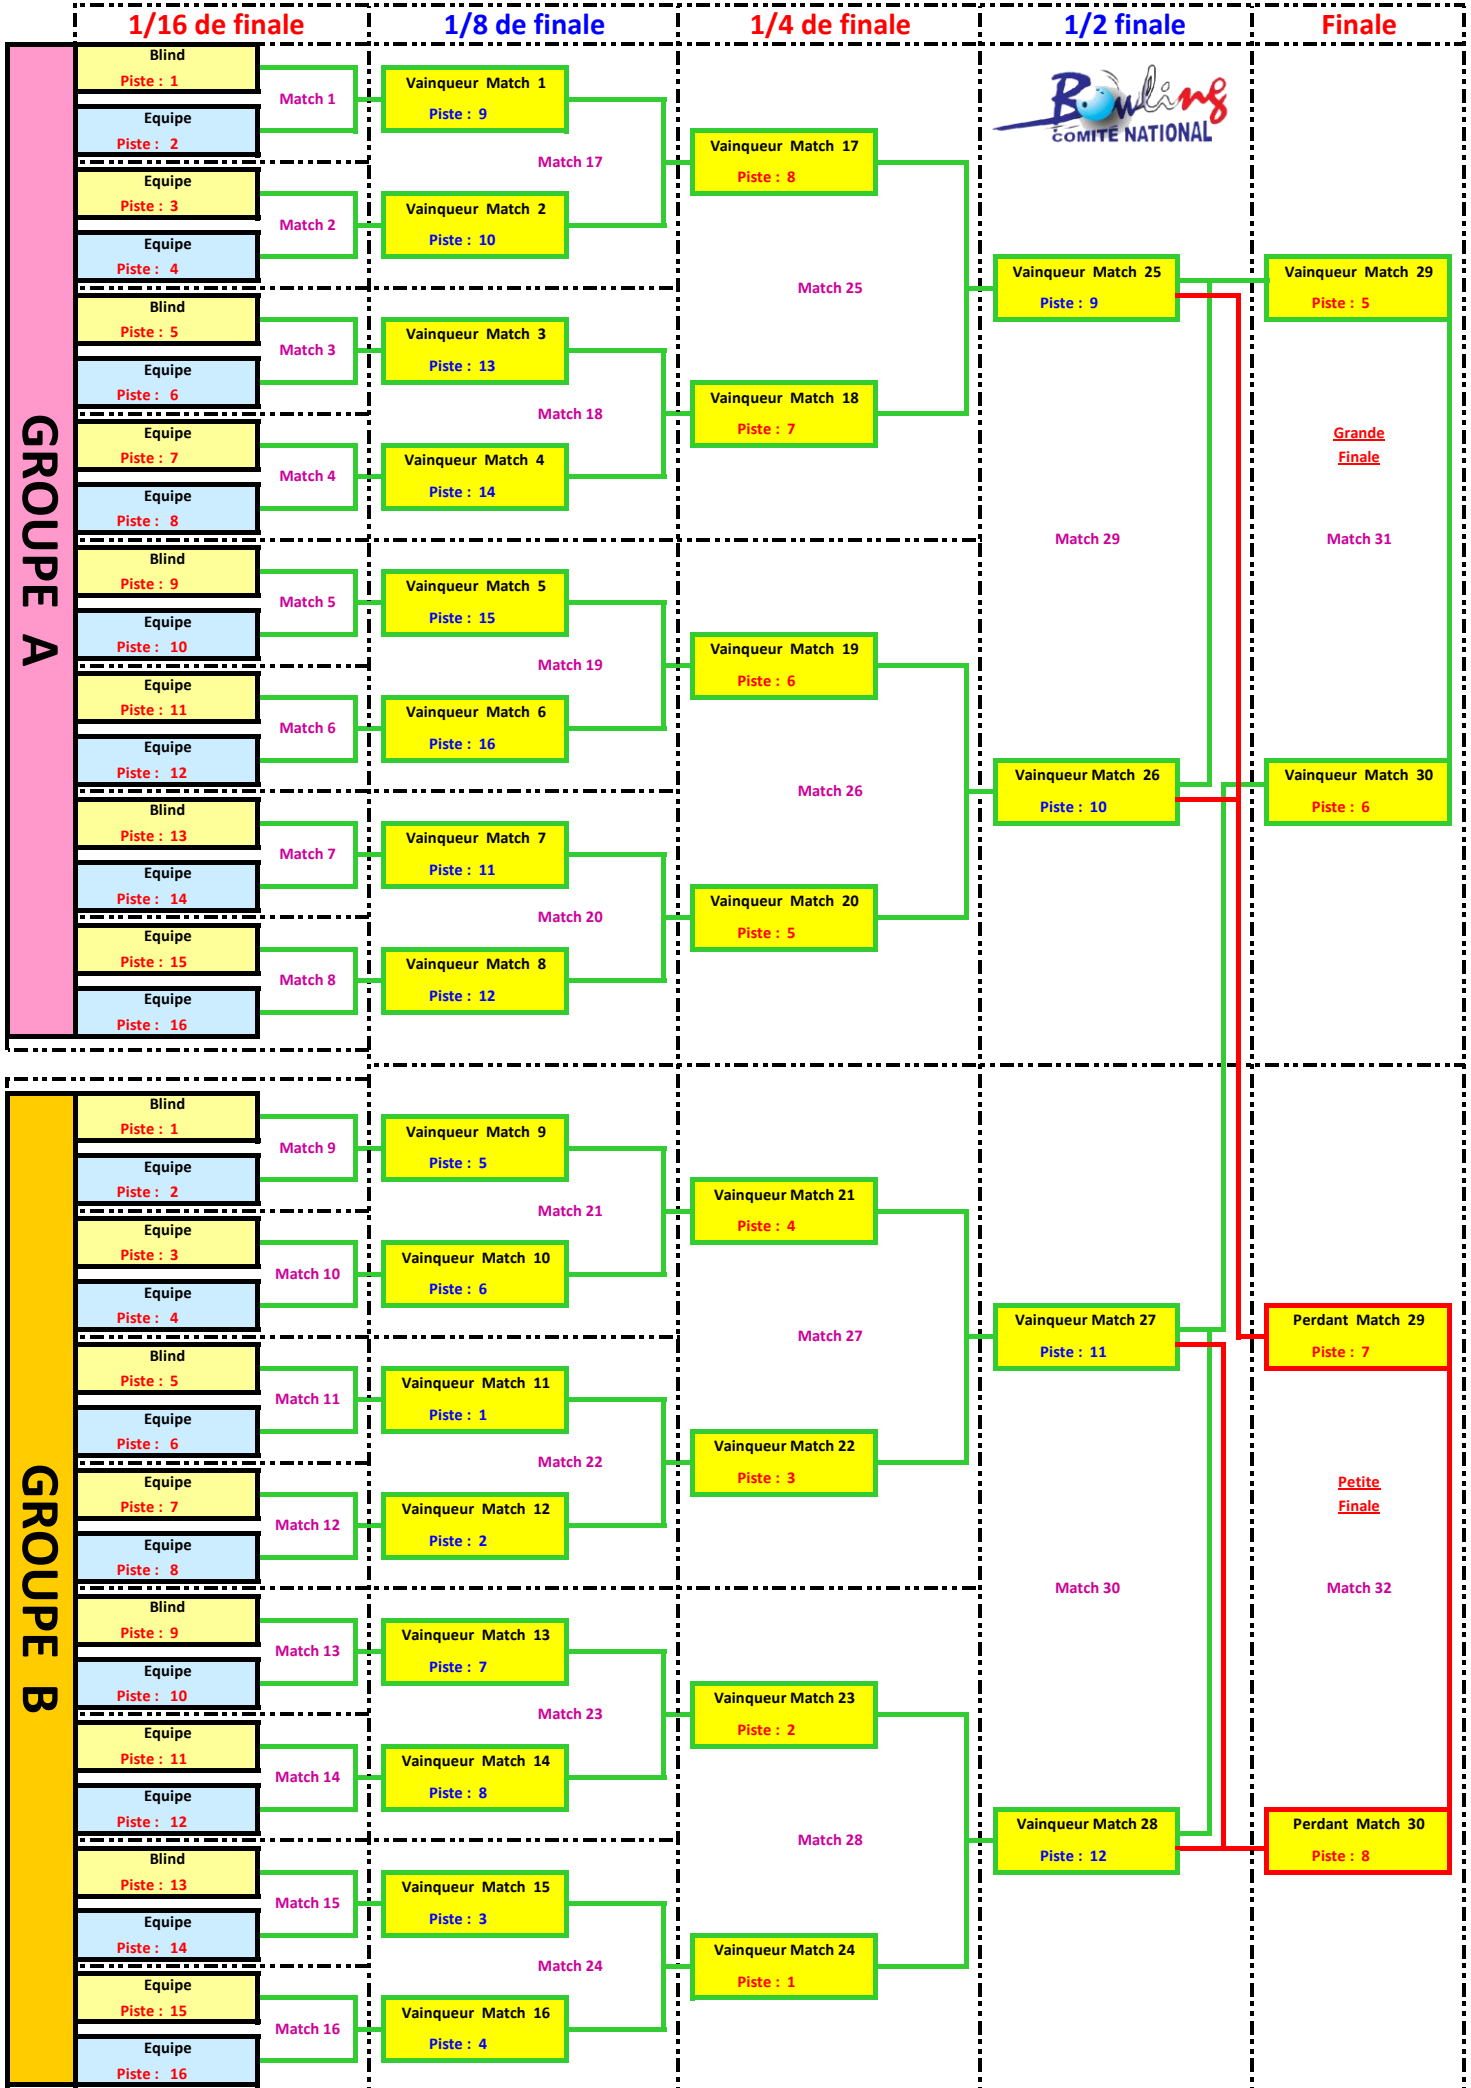 1/16 de finale
1/8 de finale
1/4 de finale
1/2 finale
Finale
GROUPE A
Blind
Piste : 1
Match 1
Equipe
Piste : 2
Equipe
Piste : 3
Match 2
Equipe
Piste : 4
Blind
Piste : 5
Match 3
Equipe
Piste : 6
Equipe
Piste : 7
Match 4
Equipe
Piste : 8
Blind
Piste : 9
Match 5
Equipe
Piste : 10
Equipe
Piste : 11
Match 6
Equipe
Piste : 12
Blind
Piste : 13
Match 7
Equipe
Piste : 14
Equipe
Piste : 15
Match 8
Equipe
Piste : 16
Vainqueur Match 1
Piste : 9
Match 17
Vainqueur Match 2
Piste : 10
Vainqueur Match 3
Piste : 13
Match 18
Vainqueur Match 4
Piste : 14
Vainqueur Match 5
Piste : 15
Match 19
Vainqueur Match 6
Piste : 16
Vainqueur Match 7
Piste : 11
Match 20
Vainqueur Match 8
Piste : 12
Vainqueur Match 17
Piste : 8
Match 25
Vainqueur Match 18
Piste : 7
Vainqueur Match 19
Piste : 6
Match 26
Vainqueur Match 20
Piste : 5
Bowling
COMITÉ NATIONAL
Vainqueur Match 25
Piste : 9
Match 29
Vainqueur Match 26
Piste : 10
Vainqueur Match 29
Piste : 5
Grande
Finale
Match 31
Vainqueur Match 30
Piste : 6
GROUPE B
Blind
Piste : 1
Match 9
Equipe
Piste : 2
Equipe
Piste : 3
Match 10
Equipe
Piste : 4
Blind
Piste : 5
Match 11
Equipe
Piste : 6
Equipe
Piste : 7
Match 12
Equipe
Piste : 8
Blind
Piste : 9
Match 13
Equipe
Piste : 10
Equipe
Piste : 11
Match 14
Equipe
Piste : 12
Blind
Piste : 13
Match 15
Equipe
Piste : 14
Equipe
Piste : 15
Match 16
Equipe
Piste : 16
Vainqueur Match 9
Piste : 5
Match 21
Vainqueur Match 10
Piste : 6
Vainqueur Match 11
Piste : 1
Match 22
Vainqueur Match 12
Piste : 2
Vainqueur Match 13
Piste : 7
Match 23
Vainqueur Match 14
Piste : 8
Vainqueur Match 15
Piste : 3
Match 24
Vainqueur Match 16
Piste : 4
Vainqueur Match 21
Piste : 4
Match 27
Vainqueur Match 22
Piste : 3
Vainqueur Match 23
Piste : 2
Match 28
Vainqueur Match 24
Piste : 1
Vainqueur Match 27
Piste : 11
Match 30
Vainqueur Match 28
Piste : 12
Perdant Match 29
Piste : 7
Petite
Finale
Match 32
Perdant Match 30
Piste : 8